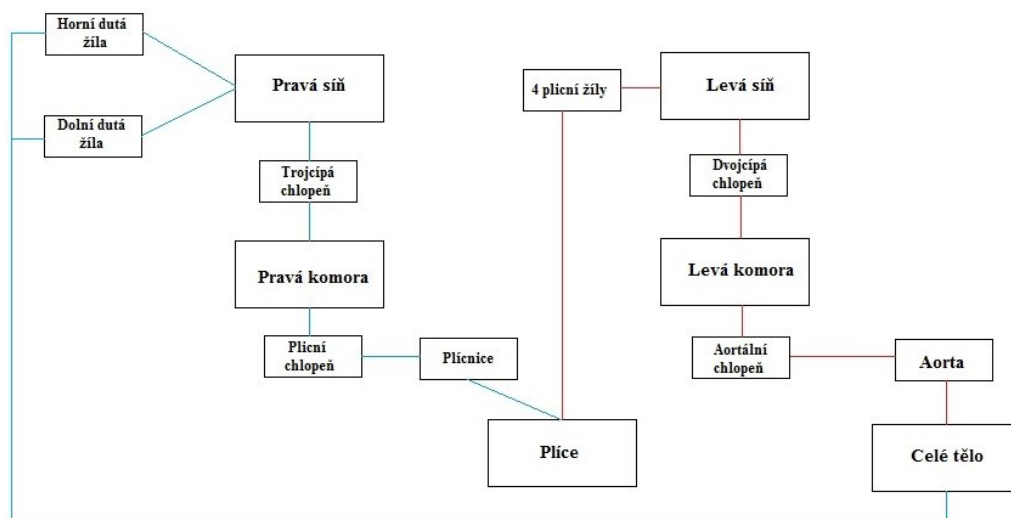 Horní dutá
žíla
Dolní dutá
žíla
Pravá síň
Trojcípá
chlopeň
Pravá komora
Plicní
chlopeň
Plícnice
Plíce
4 plicní žíly
Levá síň
Dvojcípá
chlopeň
Levá komora
Aortální
chlopeň
Aorta
Celé tělo